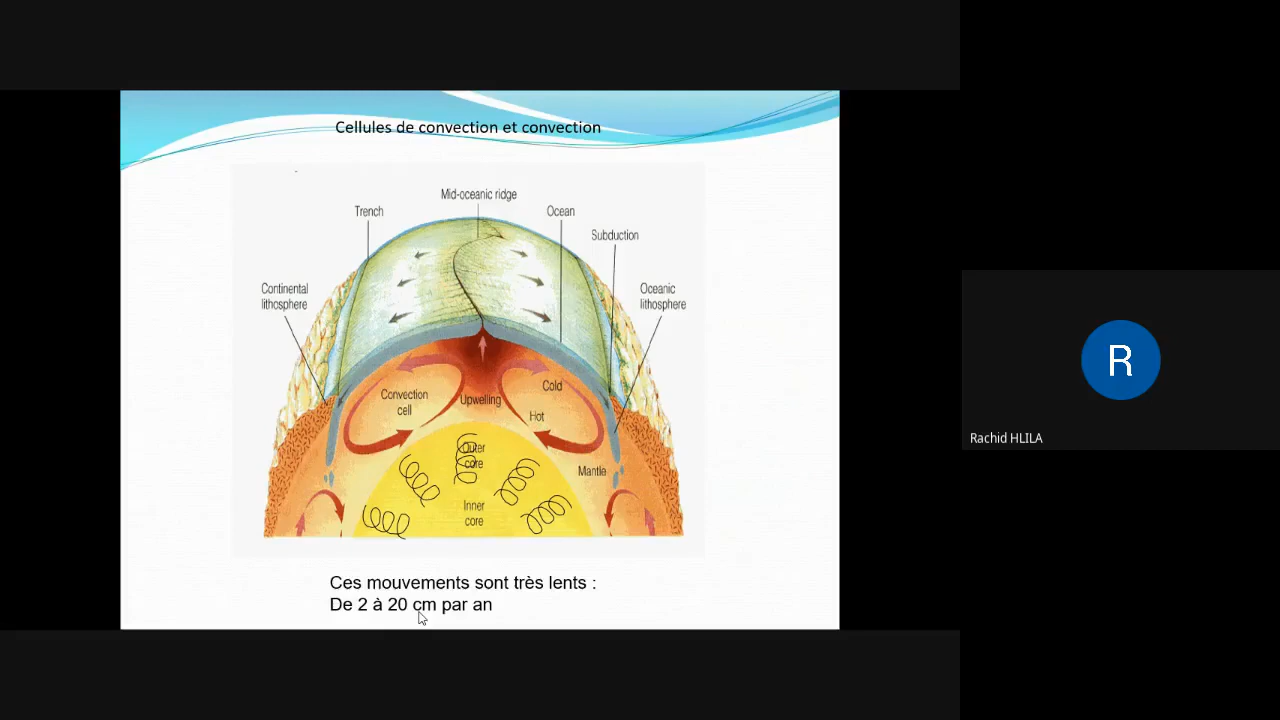 Cellules de convection et convection
Mid-oceanic ridge
Trench
Ocean
Subduction
Continental
lithosphere
Oceanic
lithosphere
Cold
Convection
cell
Upwelling
Hot
Outer
core
Mantle
Inner
core
Ces mouvements sont très lents :
De 2 à 20 cm par an
R
Rachid HLILA